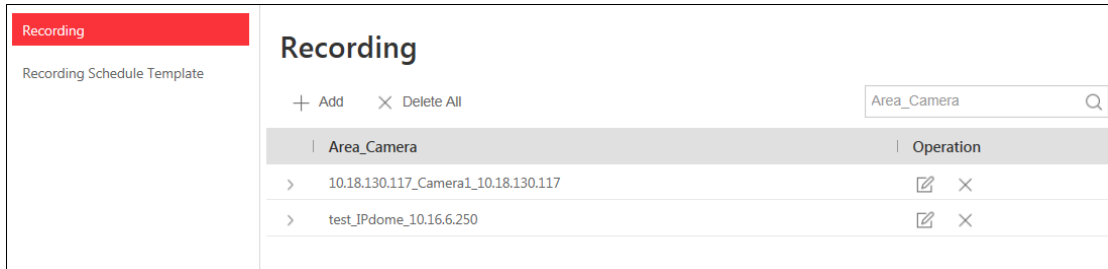 Recording
Recording Schedule Template
Recording
Add Delete All
Area_Camera
Area_Camera Operation
10.18.130.117_Camera1_10.18.130.117
test_IPdome_10.16.6.250